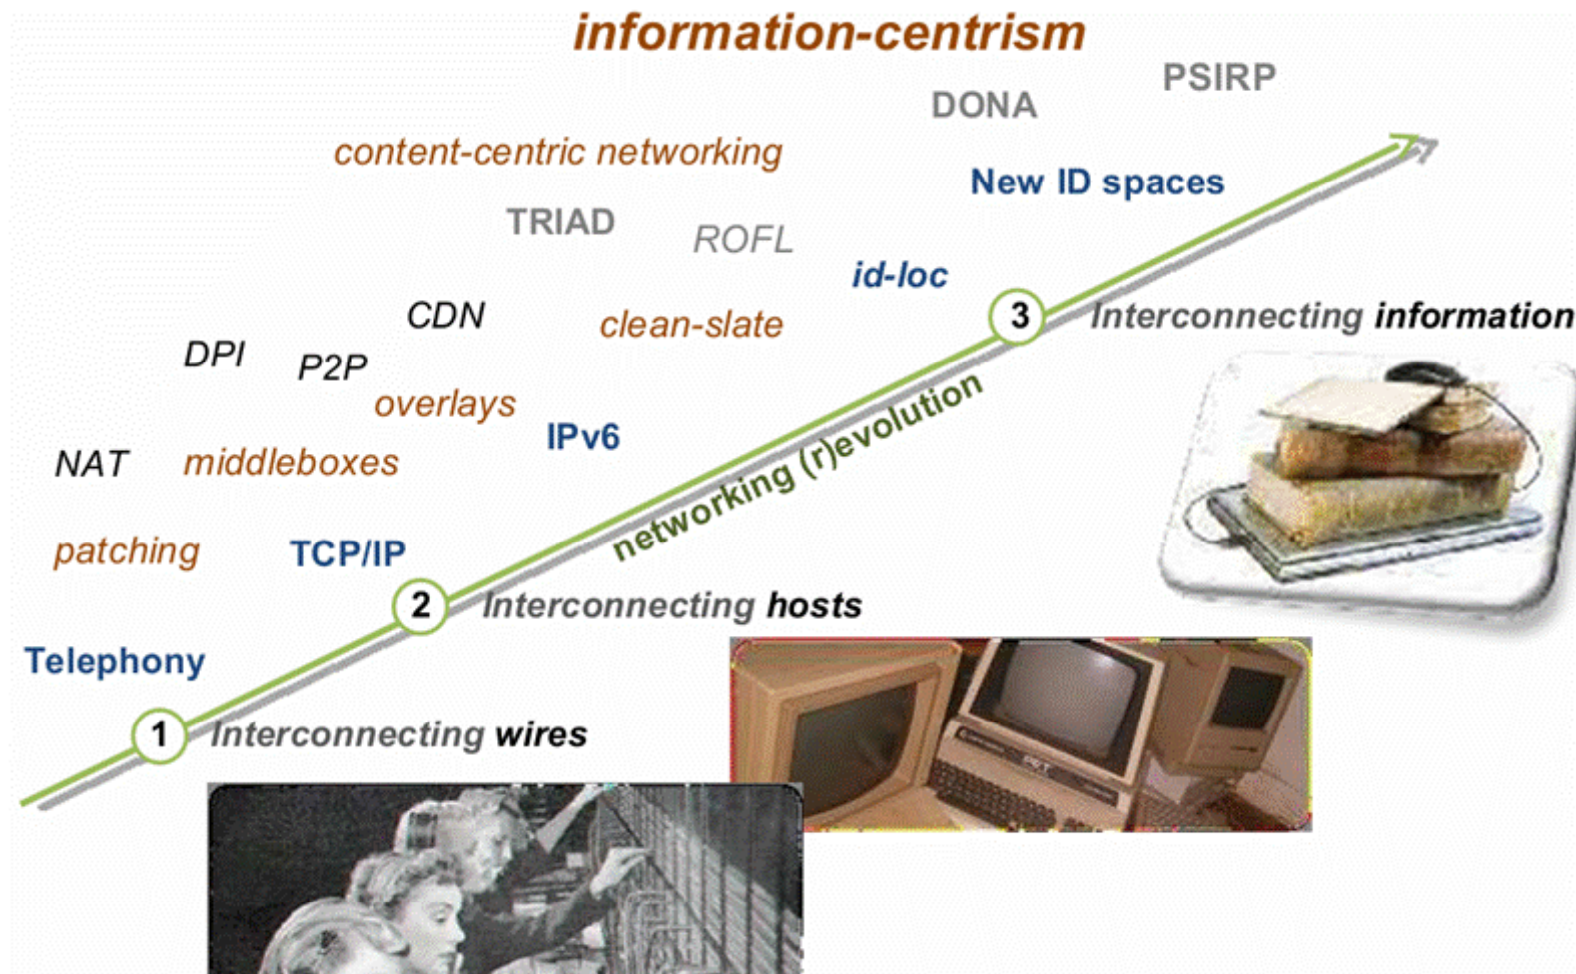 information-centrism
PSIRP
DONA
content-centric networking
New ID spaces
TRIAD
ROFL
id-loc
CDN
clean-slate
3 Interconnecting information
DPI
P2P
overlays
IPv6
networking (r)evolution
NAT
middleboxes
patching
TCP/IP
2 Interconnecting hosts
Telephony
1 Interconnecting wires